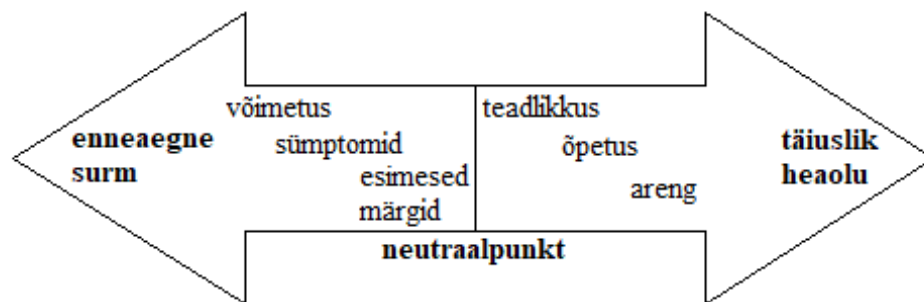 võimetus
teadlikkus
enneaegne
surm
sümptomid
õpetus
täiuslik
heaolu
esimesed
märgid
areng
neutraalpunkt